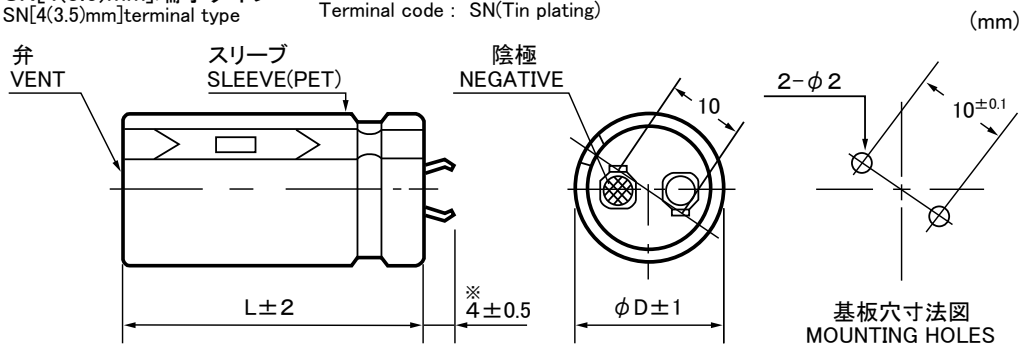 SN[4(3.5)mm]terminal type
Terminal code : SN(Tin plating)
(mm)
弁
VENT
スリーブ
SLEEVE(PET)
陰極
NEGATIVE
10
2-φ2
10±0.1
L±2
※
4±0.5
φD±1
基板穴寸法図
MOUNTING HOLES